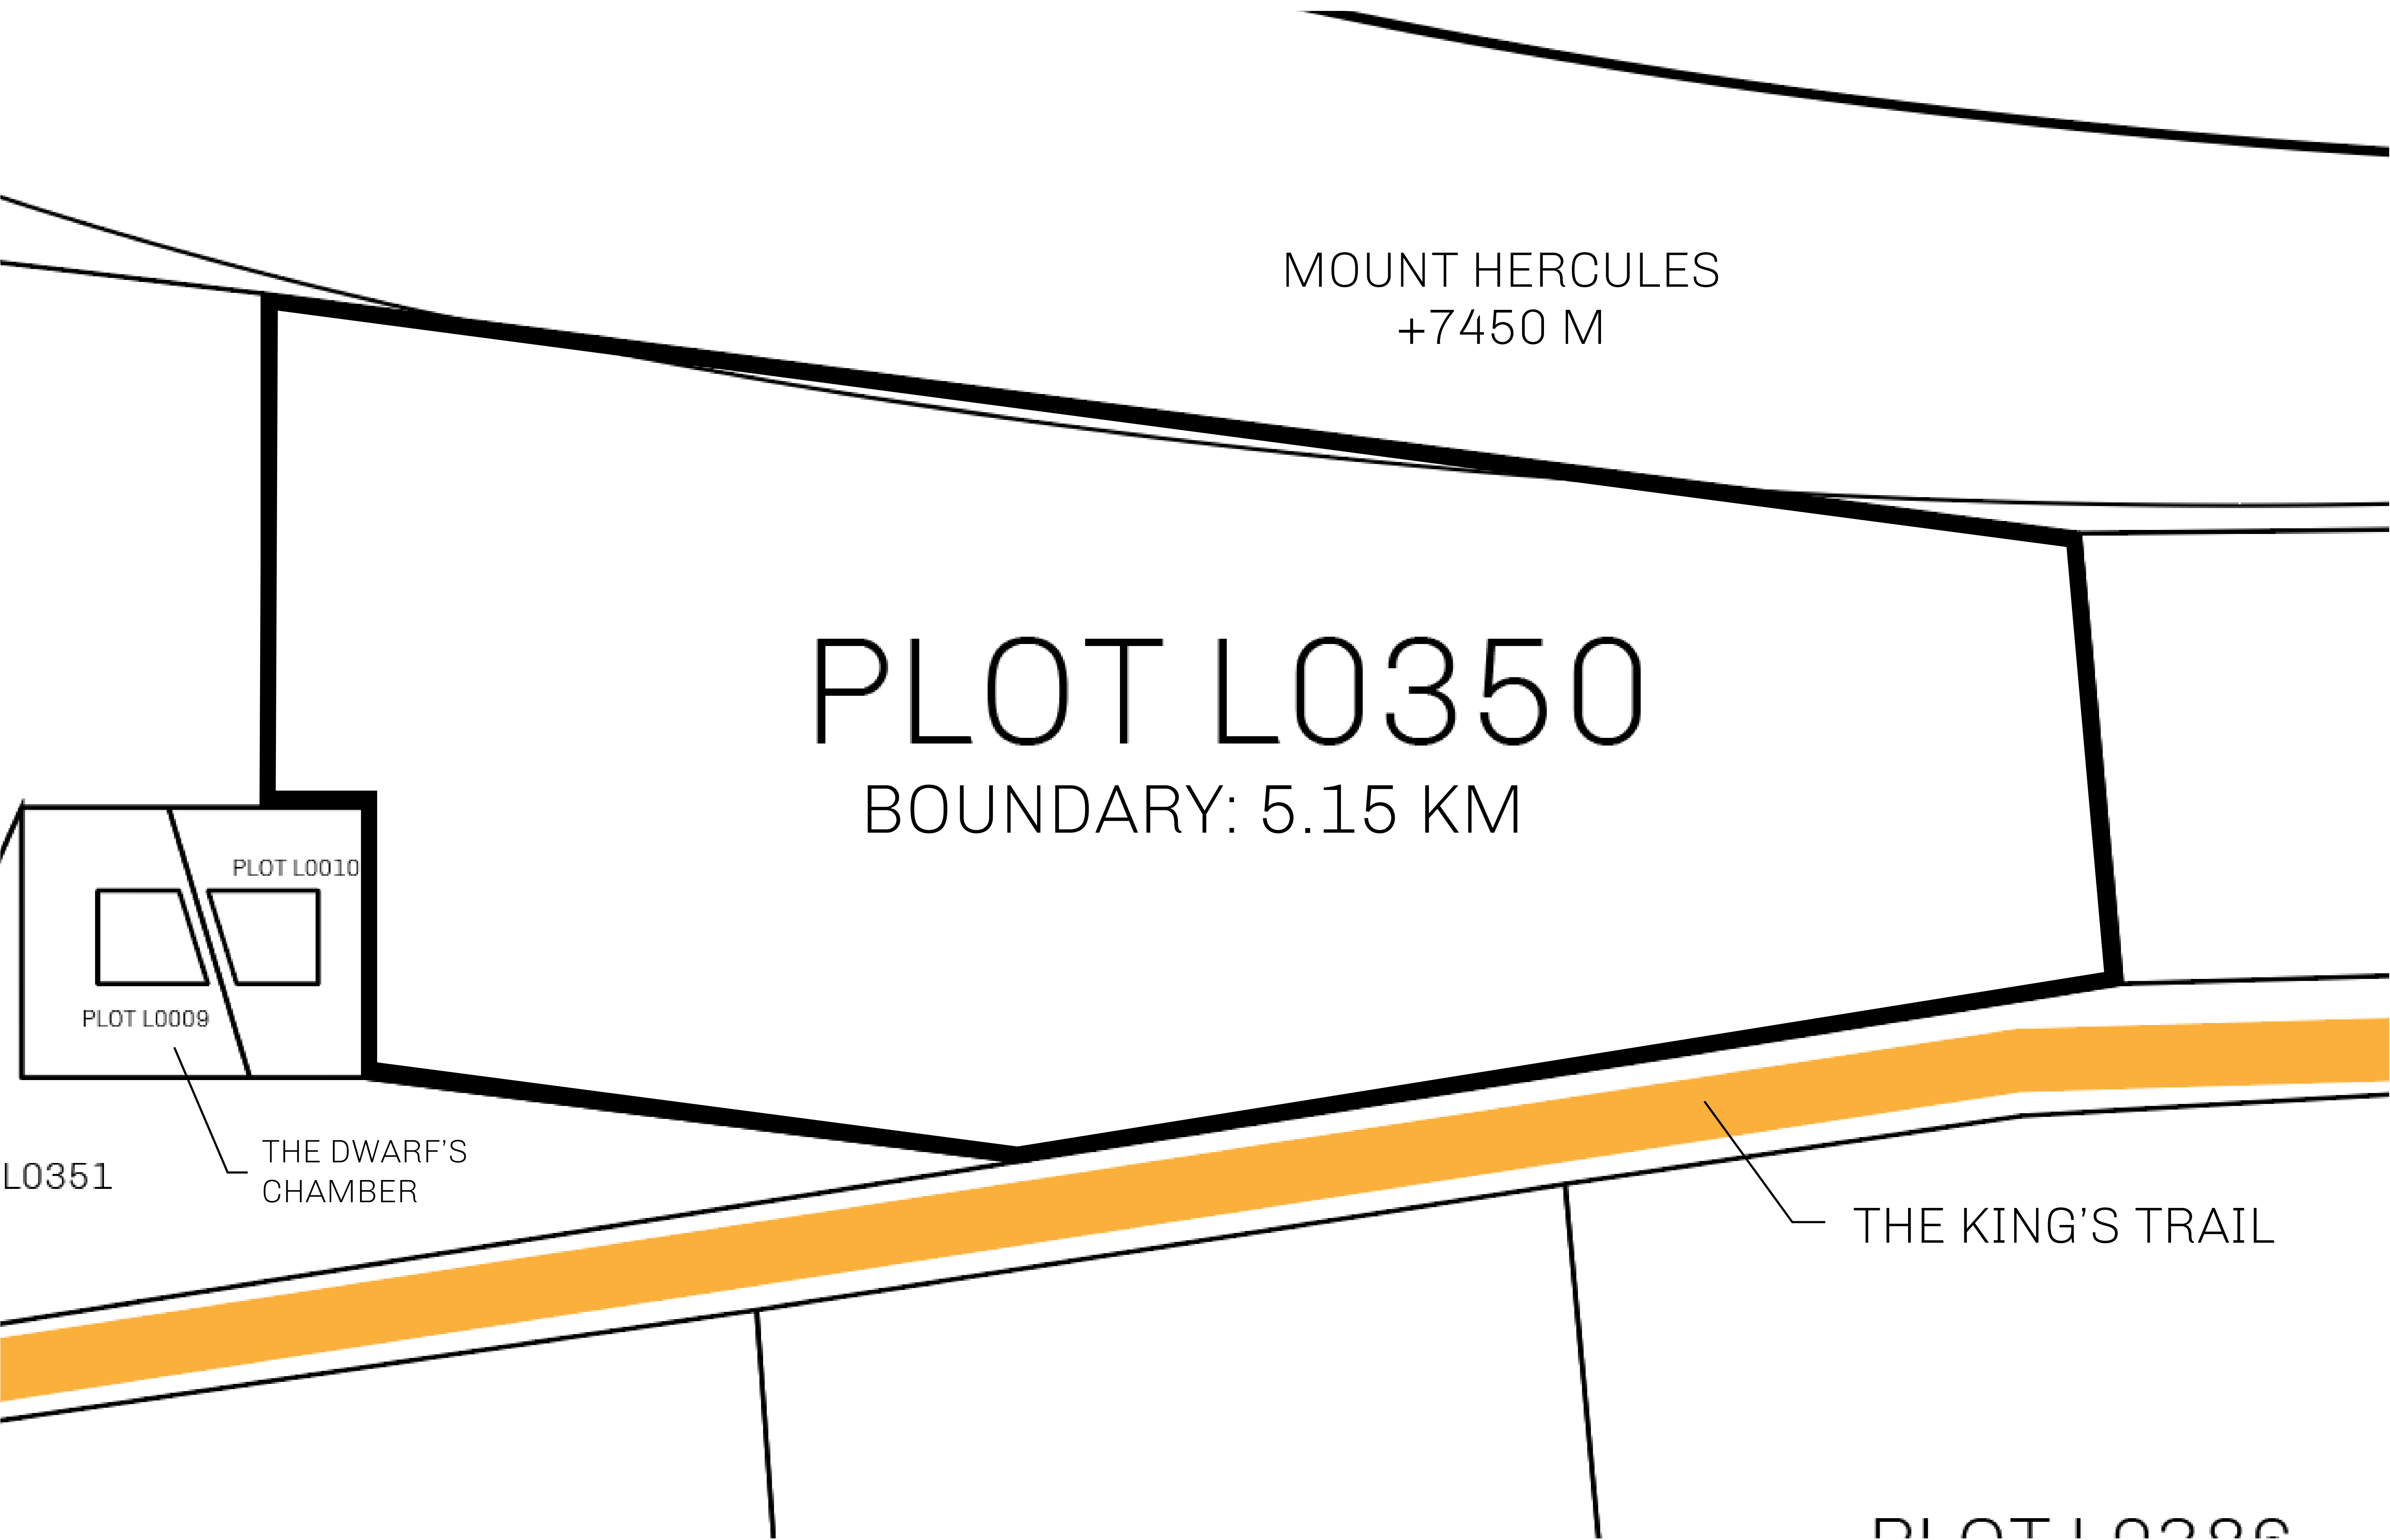 MOUNT HERCULES
+7450 M
PLOT L0350
BOUNDARY: 5.15 KM
PLOT L0010
PLOT L0009
THE DWARF'S
CHAMBER
L0351
THE KING'S TRAIL
PLOT